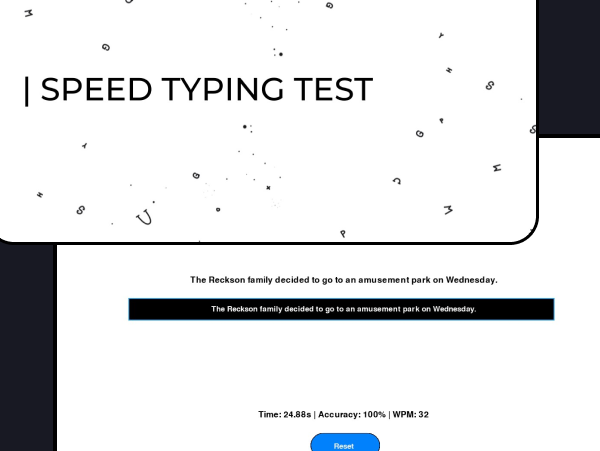 | SPEED TYPING TEST
The Reckson family decided to go to an amusement park on Wednesday.
The Reckson family decided to go to an amusement park on Wednesday.
Time: 24.88s | Accuracy: 100% | WPM: 32
Reset